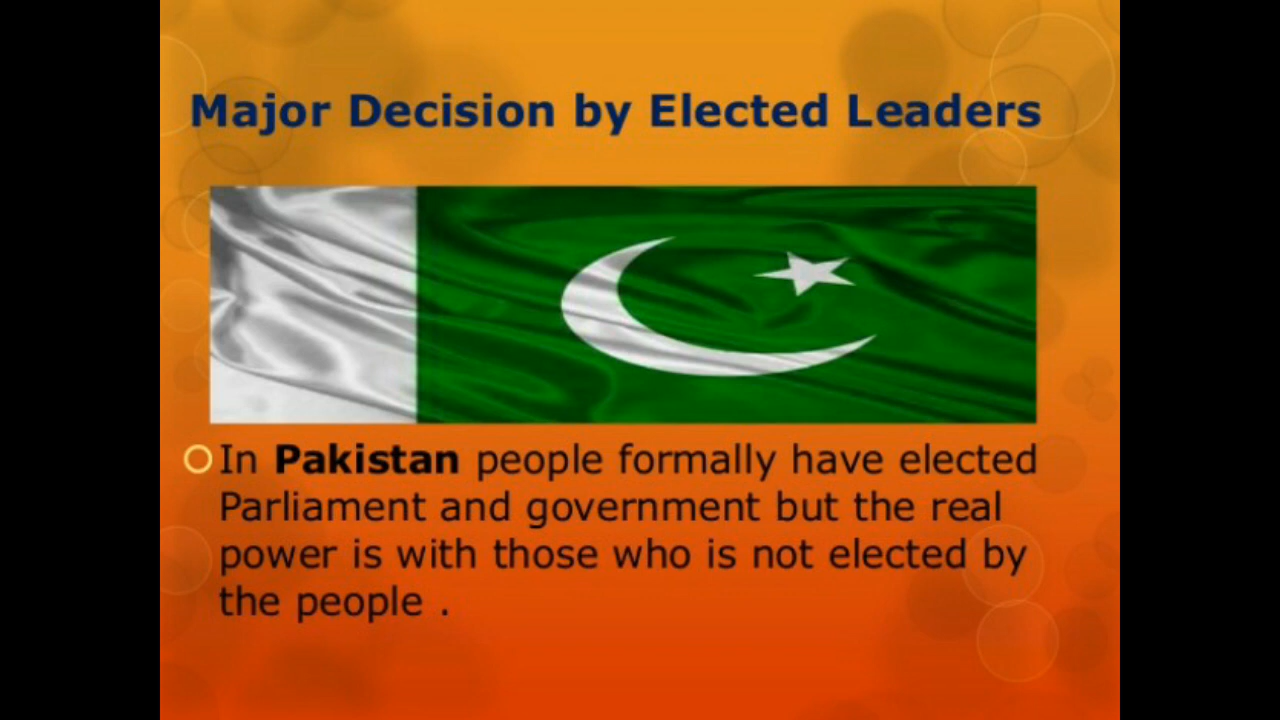 Major Decision by Elected Leaders
In Pakistan people formally have elected
Parliament and government but the real
power is with those who is not elected by
the people .